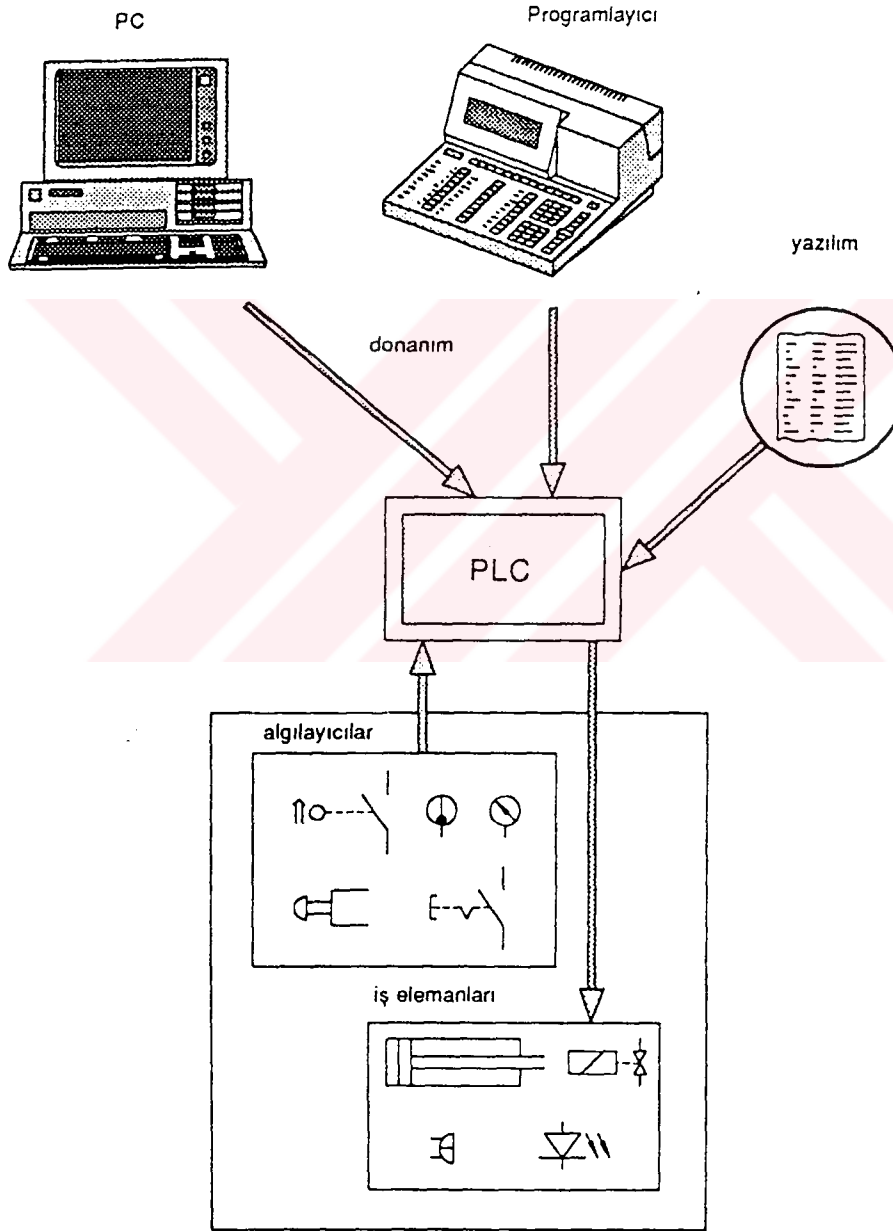 PC
Programlayıcı
yazılım
donanım
PLC
algılayıcılar
iş elemanları